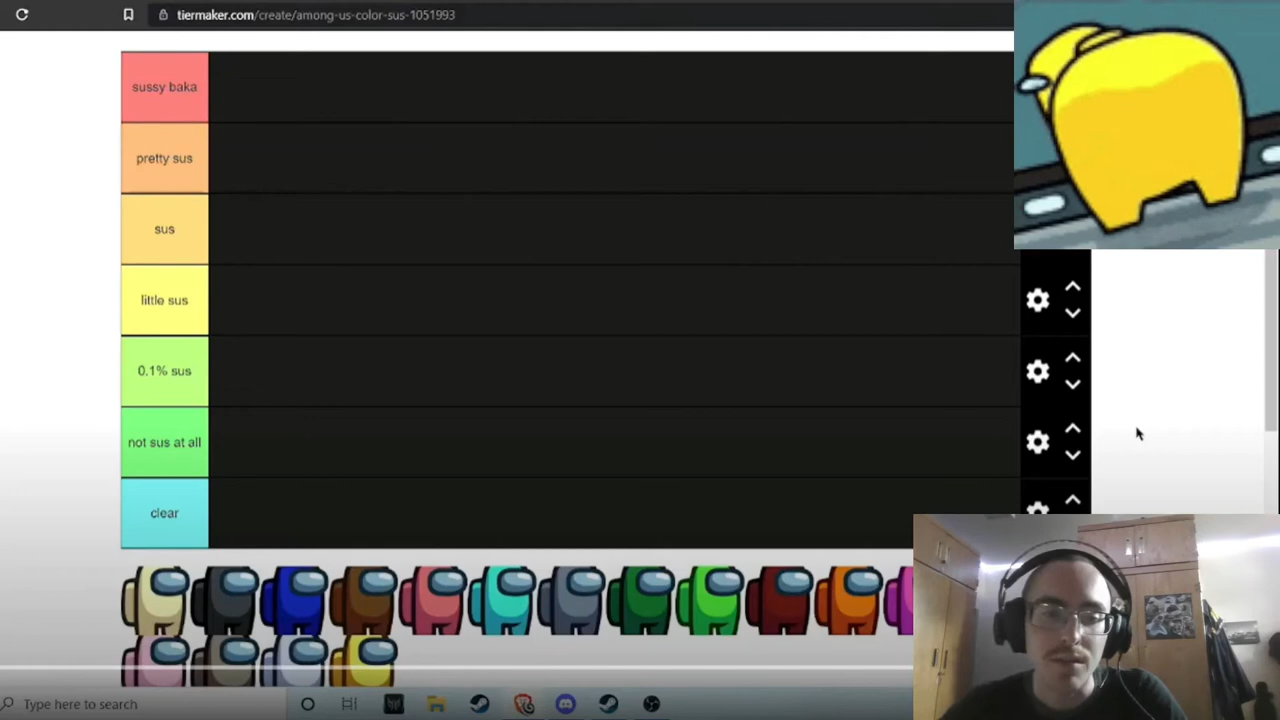 tiermaker.com/create/among-us-color-sus-1051993
sussy baka
pretty sus
sus
little sus
0.1% sus
not sus at all
clear
Type here to search